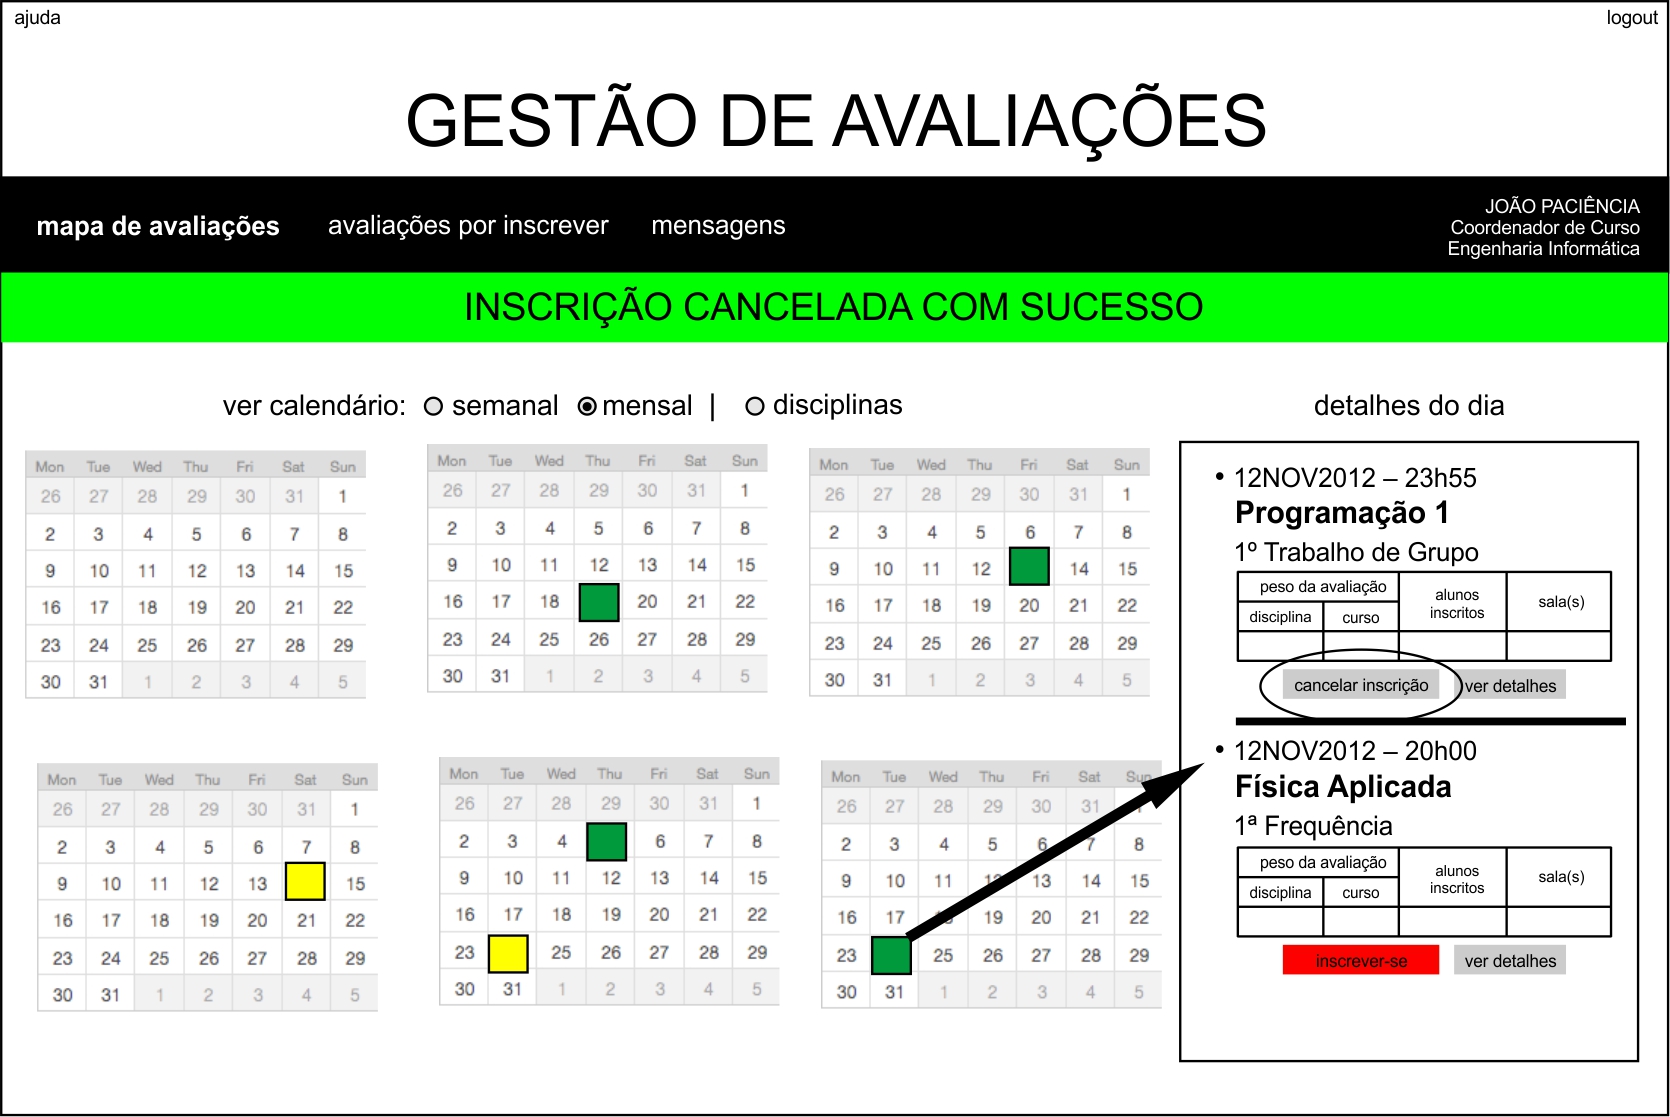 ajuda
logout
GESTÃO DE AVALIAÇÕES
mapa de avaliações avaliações por inscrever mensagens
JOÃO PACIÊNCIA
Coordenador de Curso
Engenharia Informática
INSCRIÇÃO CANCELADA COM SUCESSO
ver calendário: semanal mensal | disciplinas
Mon Tue Wed Thu Fri Sat Sun
26 27 28 29 30 31 1
2 3 4 5 6 7 8
9 10 11 12 13 14 15
16 17 18 19 20 21 22
23 24 25 26 27 28 29
30 31 1 2 3 4 5
Mon Tue Wed Thu Fri Sat Sun
26 27 28 29 30 31 1
2 3 4 5 6 7 8
9 10 11 12 13 14 15
16 17 18 20 21 22
23 24 25 26 27 28 29
30 31 1 2 3 4 5
Mon Tue Wed Thu Fri Sat Sun
26 27 28 29 30 31 1
2 3 4 5 6 7 8
9 10 11 12 14 15
16 17 18 19 20 21 22
23 24 25 26 27 28 29
30 31 1 2 3 4 5
Mon Tue Wed Thu Fri Sat Sun
26 27 28 29 30 31 1
2 3 4 5 6 7 8
9 10 11 12 13 15
16 17 18 19 20 21 22
23 24 25 26 27 28 29
30 31 1 2 3 4 5
Mon Tue Wed Thu Fri Sat Sun
26 27 28 29 30 31 1
2 3 4 6 7 8
9 10 11 12 13 14 15
16 17 18 19 20 21 22
23 25 26 27 28 29
30 31 1 2 3 4 5
Mon Tue Wed Thu Fri Sat Sun
26 27 28 29 30 31
2 3 4 5 6 7 8
9 10 11 13 14 15
16 17 19 20 21 22
23 25 26 27 28 29
30 31 1 2 3 4 5
detalhes do dia
• 12NOV2012 – 23h55
Programação 1
1º Trabalho de Grupo
peso da avaliação
disciplina curso
alunos
inscritos
sala(s)
cancelar inscrição ver detalhes
• 12NOV2012 – 20h00
Física Aplicada
1ª Frequência
peso da avaliação
disciplina curso
alunos
inscritos
sala(s)
inscrever-se ver detalhes